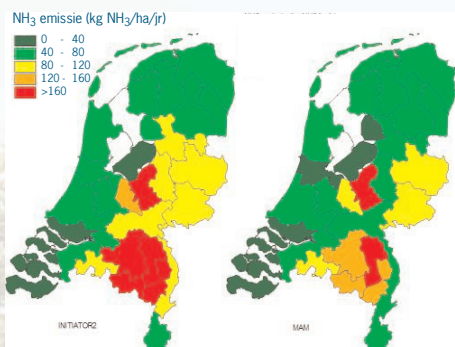 NH₃ emissie (kg NH₃/ha/jr)
0 - 40
40 - 80
80 - 120
120 - 160
>160
INITIATOR2
MAM